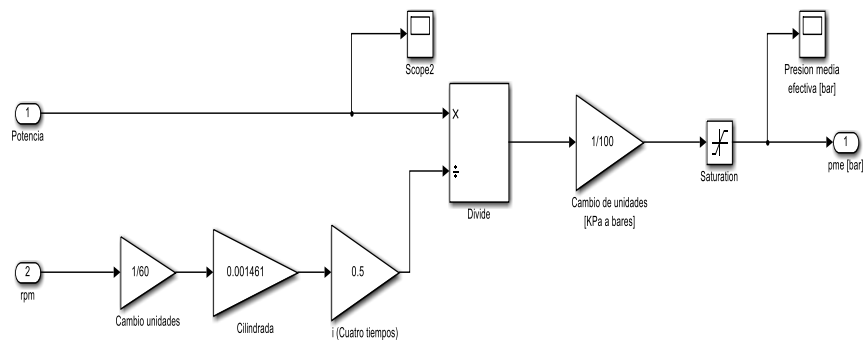 Scope2
Presion media
efectiva [bar]
1
Potencia
X
÷
Divide
1/100
Cambio de unidades
[KPa a bares]
Saturation
1
pme [bar]
2
rpm
1/60
Cambio unidades
0.001461
Cilindrada
0.5
i (Cuatro tiempos)